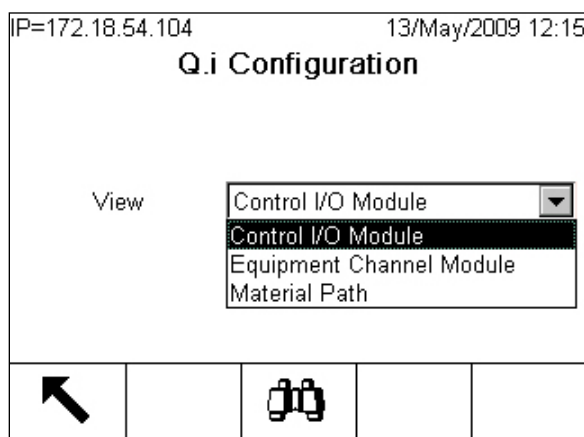 IP=172.18.54.104 13/May/2009 12:15
Q.i Configuration
View Control I/O Module
Control I/O Module
Equipment Channel Module
Material Path